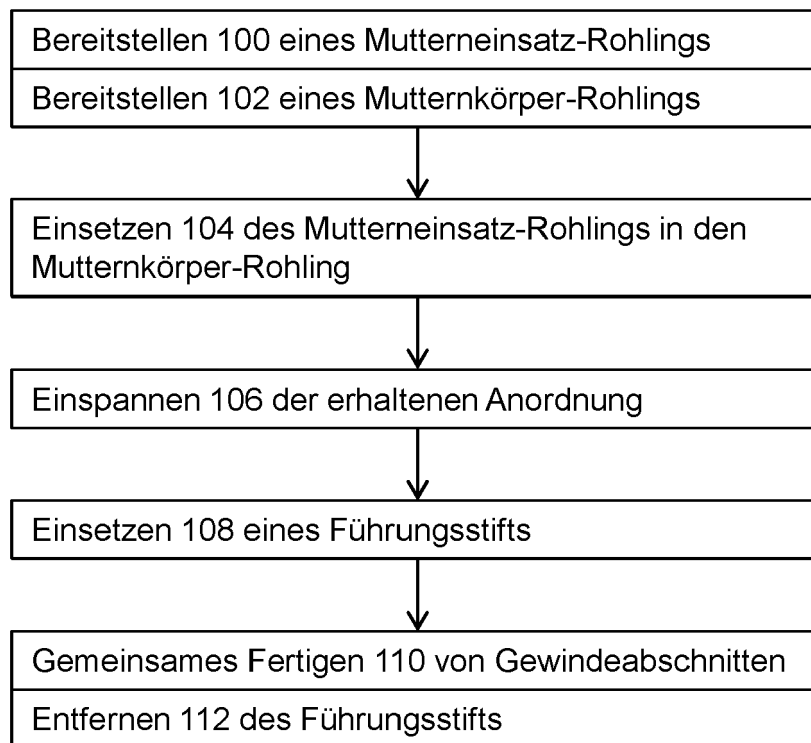 Bereitstellen 100 eines Mutterneinsatz-Rohlings
Bereitstellen 102 eines Mutternkörper-Rohlings
Einsetzen 104 des Mutterneinsatz-Rohlings in den
Mutternkörper-Rohling
Einspannen 106 der erhaltenen Anordnung
Einsetzen 108 eines Führungsstifts
Gemeinsames Fertigen 110 von Gewindeabschnitten
Entfernen 112 des Führungsstifts